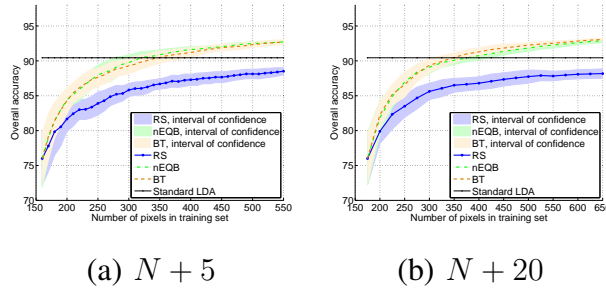 95
90
85
80
75
70
Overall accuracy
RS, interval of confidence
nEQB, interval of confidence
BT, interval of confidence
RS
nEQB
BT
Standard LDA
150 200 250 300 350 400 450 500 550
Number of pixels in training set
(a) N + 5
95
90
85
80
75
70
Overall accuracy
RS, interval of confidence
nEQB, interval of confidence
BT, interval of confidence
RS
nEQB
BT
Standard LDA
150 200 250 300 350 400 450 500 550 600 650
Number of pixels in training set
(b) N + 20